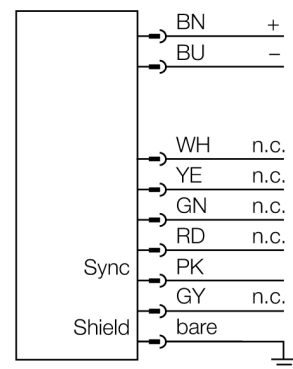 BN +
BU –
WH n.c.
YE n.c.
GN n.c.
RD n.c.
Sync PK
GY n.c.
Shield bare